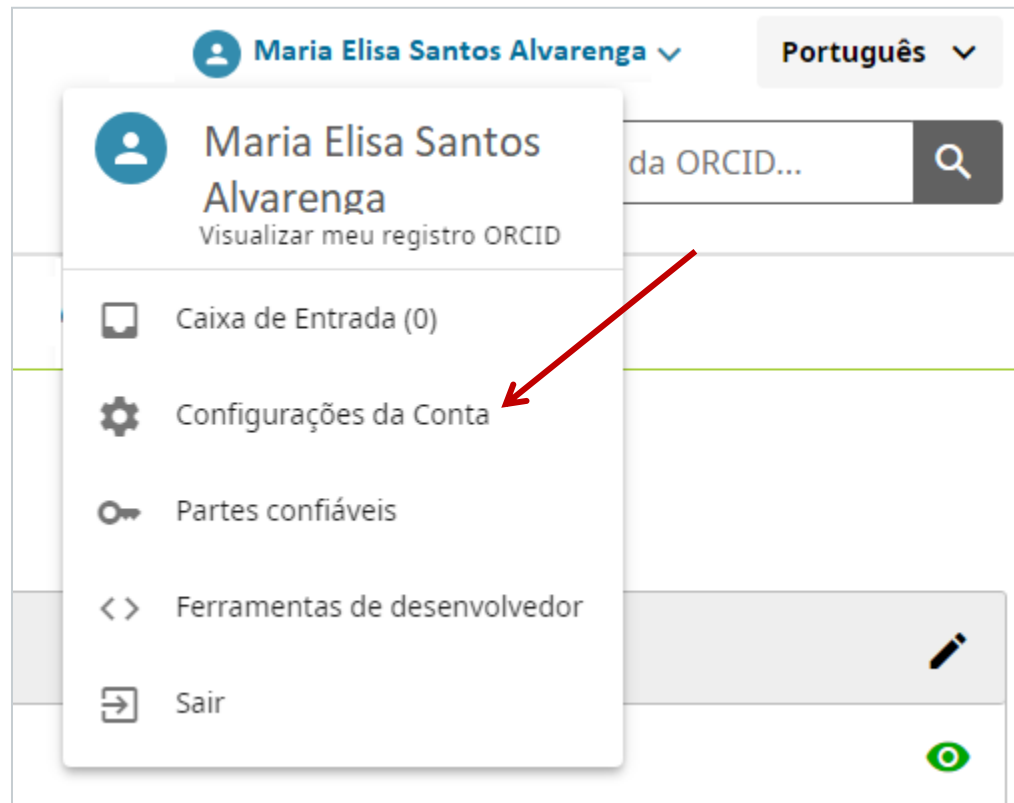 Maria Elisa Santos Alvarenga
Português
Maria Elisa Santos
Alvarenga
Visualizar meu registro ORCID
da ORCID...
Caixa de Entrada (0)
Configurações da Conta
Partes confiáveis
Ferramentas de desenvolvedor
Sair